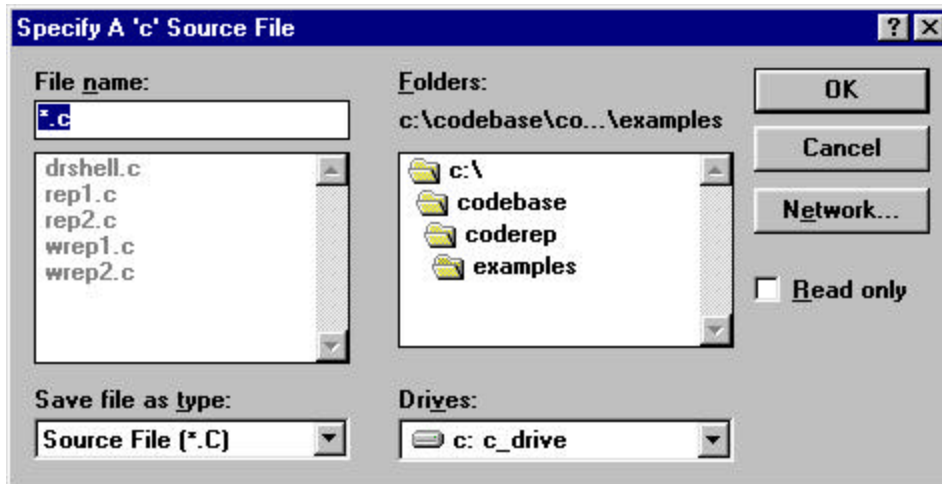 Specify A 'c' Source File
File name:
*.c
drshell.c
rep1.c
rep2.c
wrep1.c
wrep2.c
Save file as type:
Source File (*.C)
Folders:
c:\codebase\co...\examples
c:\
codebase
coderep
examples
Drives:
c: c_drive
OK
Cancel
Network...
Read only